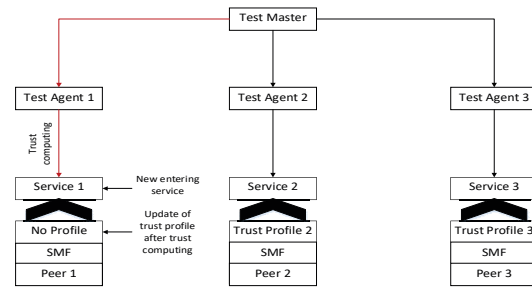 Test Master
Test Agent 1
Test Agent 2
Test Agent 3
Trust
computing
Service 1
New entering
service
Service 2
Service 3
No Profile
Update of
trust profile
after trust
computing
Trust Profile 2
Trust Profile 3
SMF
SMF
SMF
Peer 1
Peer 2
Peer 3